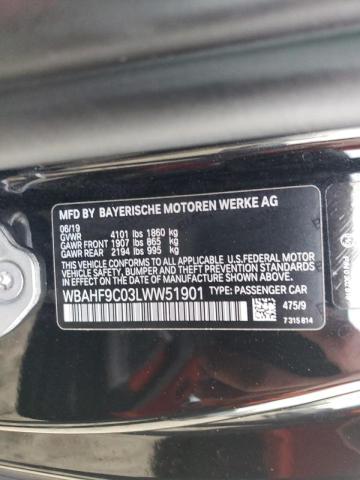 MFD BY BAYERISCHE MOTOREN WERKE AG
06/19
GVWR 4101 lbs 1860 kg
GAWR FRONT 1907 lbs 865 kg
GAWR REAR 2194 lbs 995 kg
THIS VEHICLE CONFORMS TO ALL APPLICABLE U.S.FEDERAL MOTOR
VEHICLE SAFETY, BUMPER, AND THEFT PREVENTION STANDARDS IN
EFFECT ON THE DATE OF MANUFACTURE SHOWN ABOVE.
WBAHF9C03LWW51901 TYPE: PASSENGER CAR
475/9
7 315 814